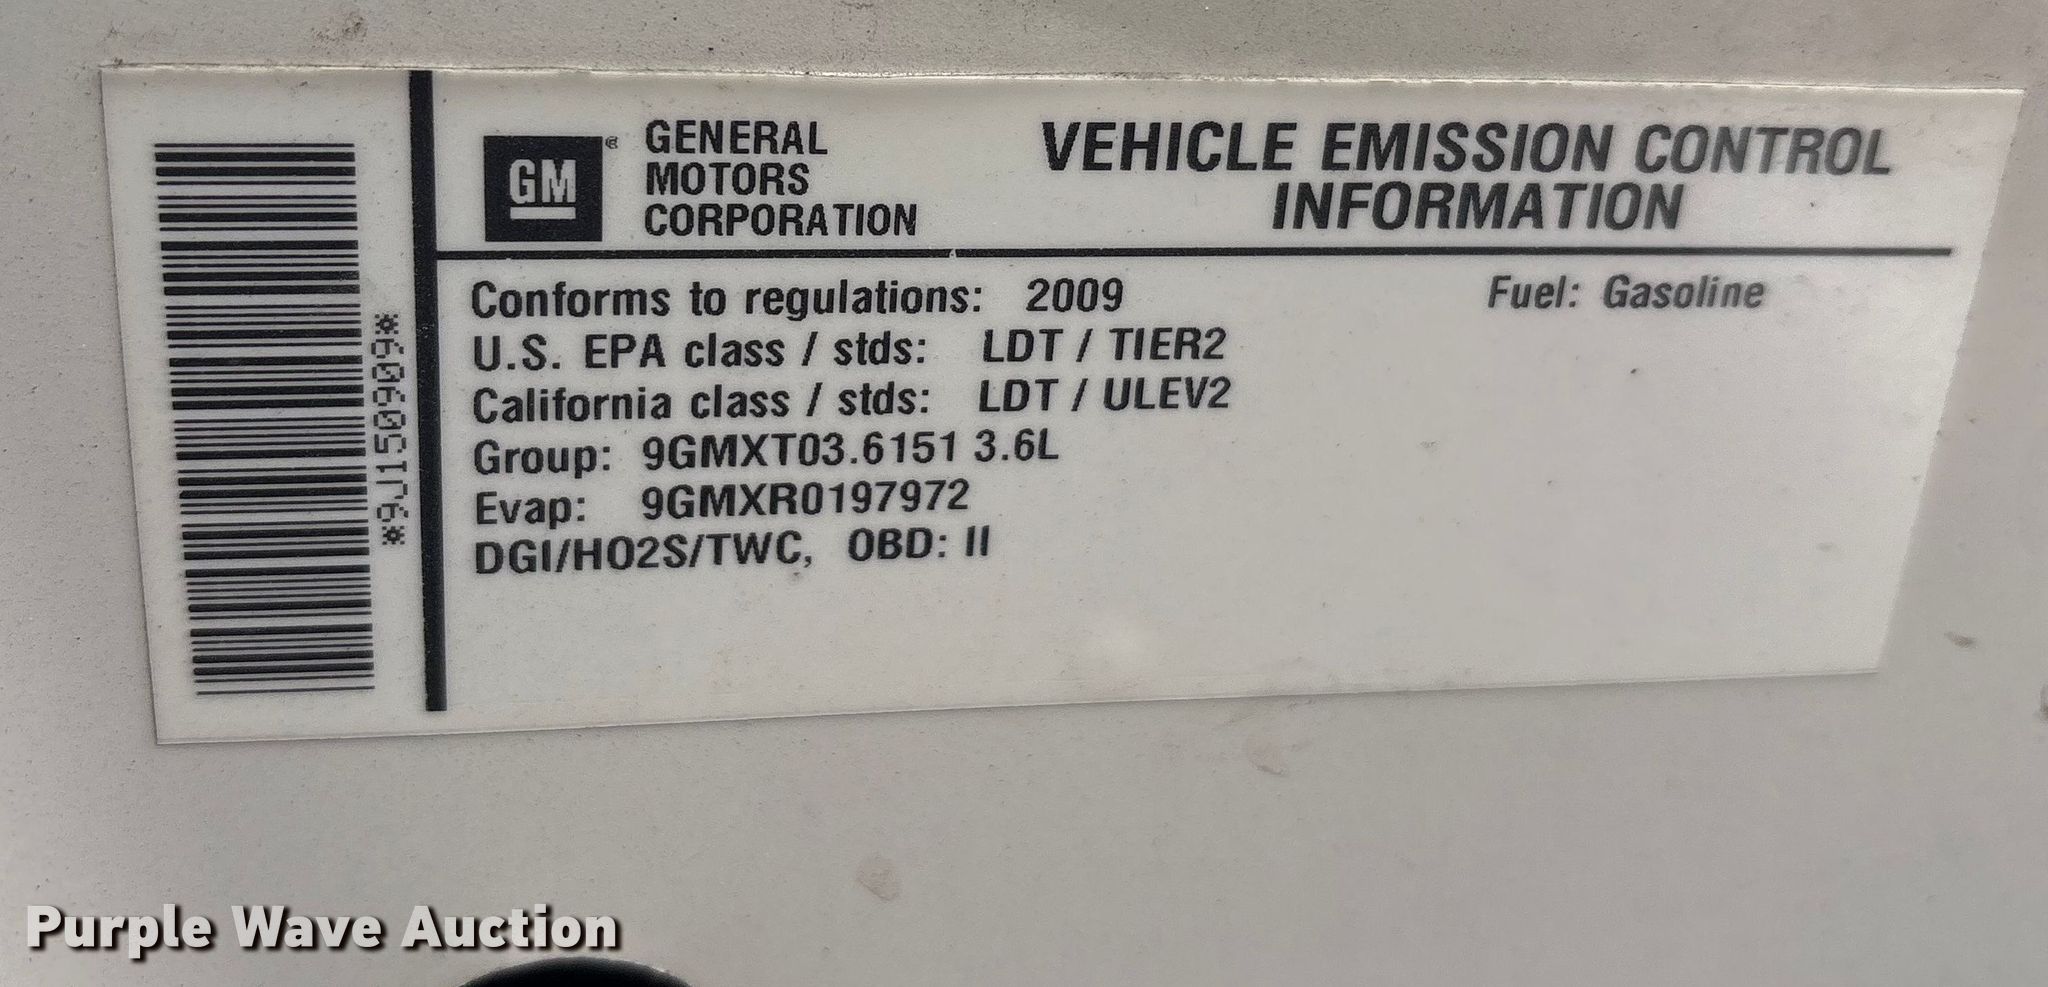 *9J150909*
GM
GENERAL
MOTORS
CORPORATION
VEHICLE EMISSION CONTROL
INFORMATION
Conforms to regulations: 2009
Fuel: Gasoline
U.S. EPA class / stds: LDT / TIER2
California class / stds: LDT / ULEV2
Group: 9GMXT03.6151 3.6L
Evap: 9GMXR0197972
DGI/HO2S/TWC, OBD: II
Purple Wave Auction